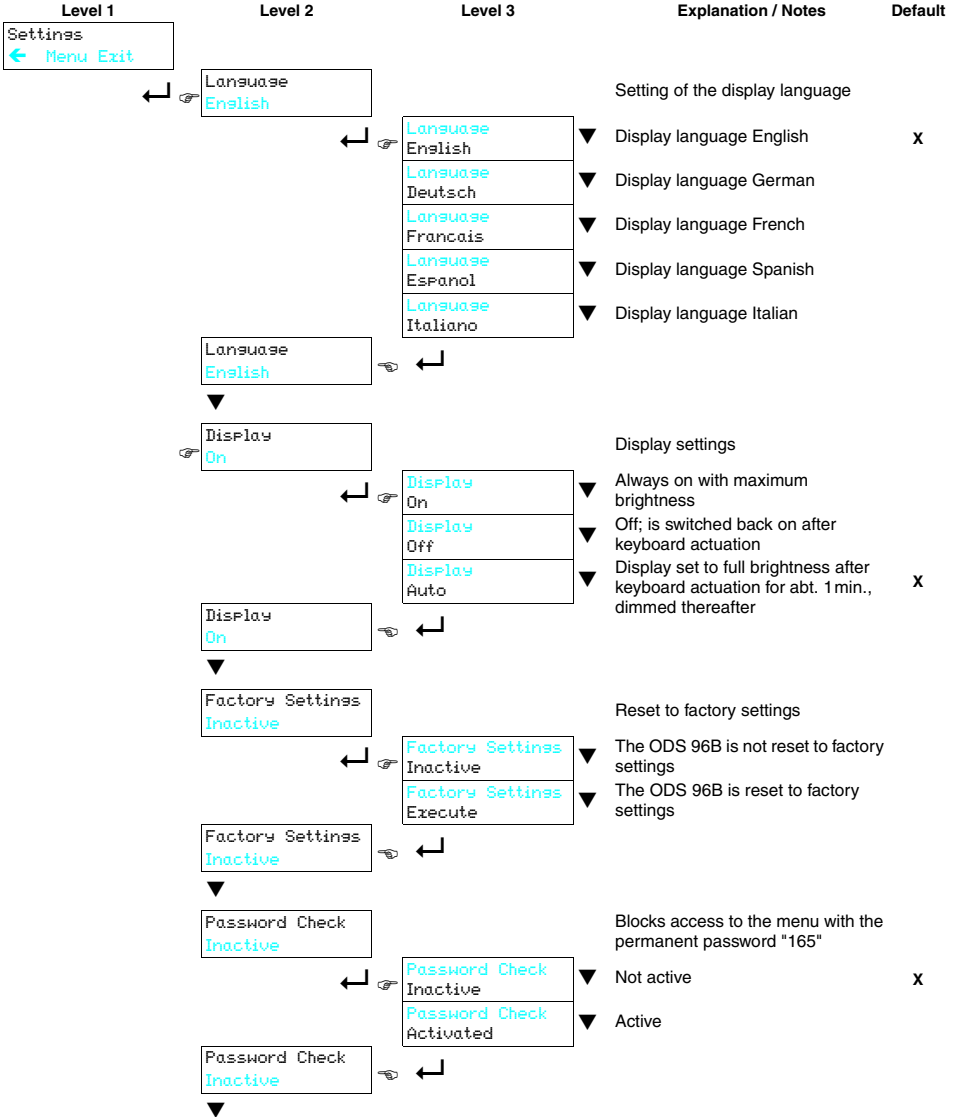 Level 1 Level 2 Level 3 Explanation / Notes Default
Settings
← Menu Exit
Language
English
Setting of the display language
Language
English
▼ Display language English X
Language
Deutsch
▼ Display language German
Language
Francais
▼ Display language French
Language
Espanol
▼ Display language Spanish
Language
Italiano
▼ Display language Italian
Language
English
▼
Display
On
Display settings
Display
On
▼ Always on with maximum
brightness
Display
Off
▼ Off; is switched back on after
keyboard actuation
Display
Auto
▼ Display set to full brightness after
keyboard actuation for abt. 1min.,
dimmed thereafter
X
Display
On
▼
Factory Settings
Inactive
Reset to factory settings
Factory Settings
Inactive
▼ The ODS 96B is not reset to factory
settings
Factory Settings
Execute
▼ The ODS 96B is reset to factory
settings
Factory Settings
Inactive
▼
Password Check
Inactive
Blocks access to the menu with the
permanent password "165"
Password Check
Inactive
▼ Not active X
Password Check
Activated
▼ Active
Password Check
Inactive
▼